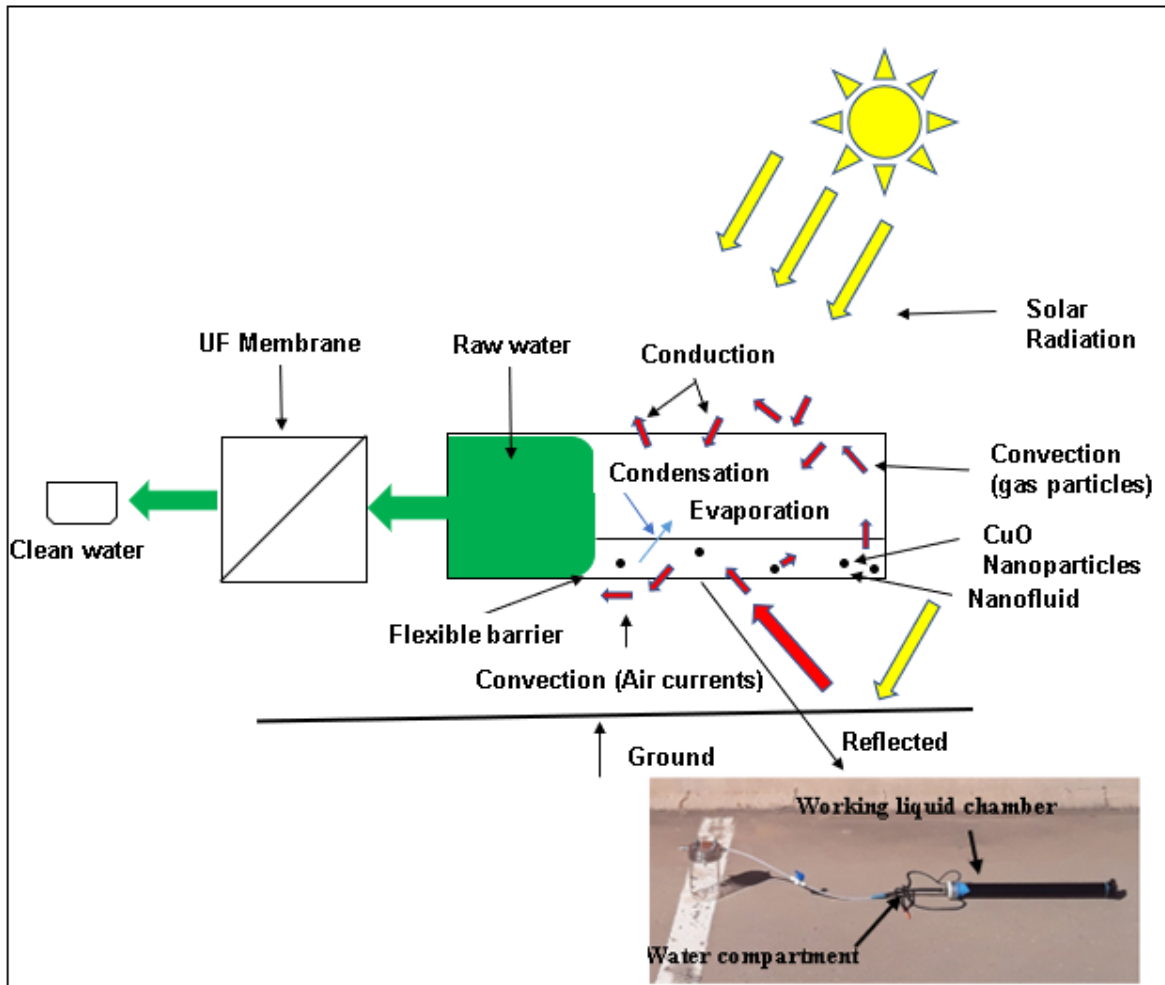 Solar
Radiation
UF Membrane
Raw water
Conduction
Condensation
Evaporation
Convection
(gas particles)
CuO
Nanoparticles
Nanofluid
Clean water
Flexible barrier
Convection (Air currents)
Reflected
Ground
Working liquid chamber
Water compartment